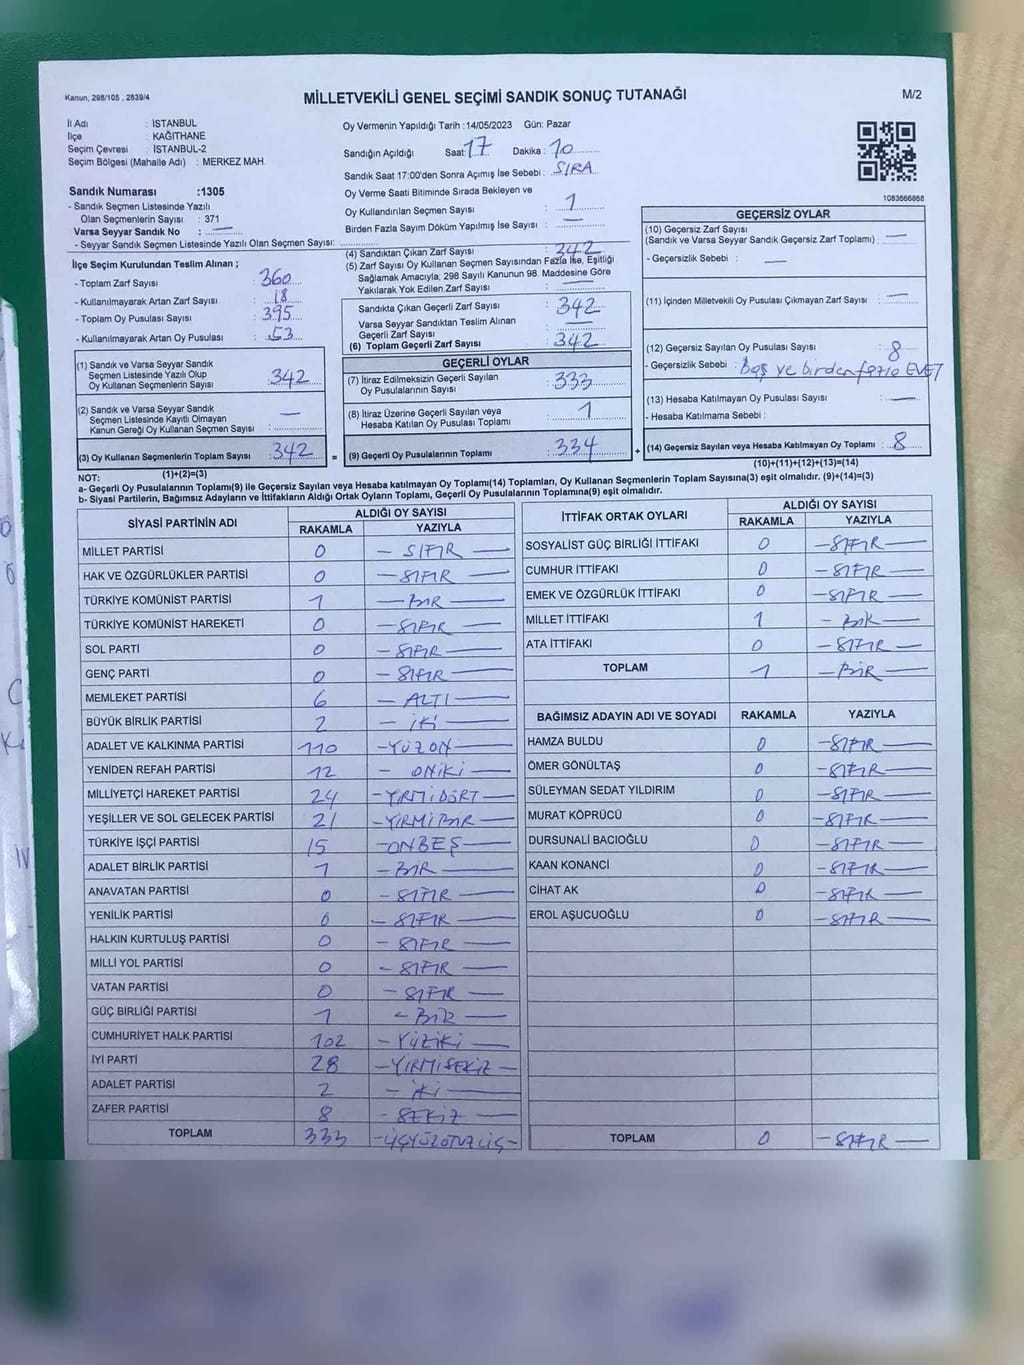 Kanun, 298/105 , 2839/4
MİLLETVEKİLİ GENEL SEÇİMİ SANDIK SONUÇ TUTANAĞI
M/2
İl Adı : İSTANBUL
İlçe : KAĞITHANE
Seçim Çevresi : İSTANBUL-2
Seçim Bölgesi (Mahalle Adı) : MERKEZ MAH.
Oy Vermenin Yapıldığı Tarih :14/05/2023 Gün: Pazar
Sandığın Açıldığı Saat: 17 Dakika : 10
Sandık Saat 17:00'den Sonra Açımış İse Sebebi : SIRA
Oy Verme Saati Bitiminde Sırada Bekleyen ve
Oy Kullandırılan Seçmen Sayısı : 1
Birden Fazla Sayım Döküm Yapılmış İse Sayısı : —
1083666868
Sandık Numarası :1305
- Sandık Seçmen Listesinde Yazılı
Olan Seçmenlerin Sayısı : 371
Varsa Seyyar Sandık No : —
- Seyyar Sandık Seçmen Listesinde Yazılı Olan Seçmen Sayısı:
İlçe Seçim Kurulundan Teslim Alınan ;
- Toplam Zarf Sayısı : 360
- Kullanılmayarak Artan Zarf Sayısı : 18
- Toplam Oy Pusulası Sayısı : 395
- Kullanılmayarak Artan Oy Pusulası : 53
(1) Sandık ve Varsa Seyyar Sandık
Seçmen Listesinde Yazılı Olup
Oy Kullanan Seçmenlerin Sayısı : 342
(2) Sandık ve Varsa Seyyar Sandık
Seçmen Listesinde Kayıtlı Olmayan
Kanun Gereği Oy Kullanan Seçmen Sayısı : —
(3) Oy Kullanan Seçmenlerin Toplam Sayısı : 342 =
(1)+(2)=(3)
(4) Sandıktan Çıkan Zarf Sayısı : 342
(5) Zarf Sayısı Oy Kullanan Seçmen Sayısından Fazla İse, Eşitliği
Sağlamak Amacıyla, 298 Sayılı Kanunun 98. Maddesine Göre
Yakılarak Yok Edilen Zarf Sayısı : —
Sandıkta Çıkan Geçerli Zarf Sayısı : 342
Varsa Seyyar Sandıktan Teslim Alınan
Geçerli Zarf Sayısı : —
(6) Toplam Geçerli Zarf Sayısı : 342
GEÇERLİ OYLAR
(7) İtiraz Edilmeksizin Geçerli Sayılan
Oy Pusulalarının Sayısı : 333
(8) İtiraz Üzerine Geçerli Sayılan veya
Hesaba Katılan Oy Pusulası Toplamı : 1
(9) Geçerli Oy Pusulalarının Toplamı : 334 +
GEÇERSİZ OYLAR
(10) Geçersiz Zarf Sayısı
(Sandık ve Varsa Seyyar Sandık Geçersiz Zarf Toplamı) : —
- Geçersizlik Sebebi : —
(11) İçinden Milletvekili Oy Pusulası Çıkmayan Zarf Sayısı : —
(12) Geçersiz Sayılan Oy Pusulası Sayısı : 8
- Geçersizlik Sebebi : Boş ve birden fazla EVET
(13) Hesaba Katılmayan Oy Pusulası Sayısı : —
- Hesaba Katılmama Sebebi :
(14) Geçersiz Sayılan veya Hesaba Katılmayan Oy Toplamı : 8
(10)+(11)+(12)+(13)=(14)
NOT:
a- Geçerli Oy Pusulalarının Toplamı(9) ile Geçersiz Sayılan veya Hesaba katılmayan Oy Toplamı(14) Toplamları, Oy Kullanan Seçmenlerin Toplam Sayısına(3) eşit olmalıdır. (9)+(14)=(3)
b- Siyasi Partilerin, Bağımsız Adayların ve İttifakların Aldığı Ortak Oyların Toplamı, Geçerli Oy Pusulalarının Toplamına(9) eşit olmalıdır.
SİYASİ PARTİNİN ADI ALDIĞI OY SAYISI
RAKAMLA YAZIYLA
MİLLET PARTİSİ 0 — SIFIR —
HAK VE ÖZGÜRLÜKLER PARTİSİ 0 — SIFIR —
TÜRKİYE KOMÜNİST PARTİSİ 1 — BİR —
TÜRKİYE KOMÜNİST HAREKETİ 0 — SIFIR —
SOL PARTİ 0 — SIFIR —
GENÇ PARTİ 0 — SIFIR —
MEMLEKET PARTİSİ 6 — ALTI —
BÜYÜK BİRLİK PARTİSİ 2 — İKİ —
ADALET VE KALKINMA PARTİSİ 110 — YÜZON —
YENİDEN REFAH PARTİSİ 12 — ONİKİ —
MİLLİYETÇİ HAREKET PARTİSİ 24 — YİRMİDÖRT —
YEŞİLLER VE SOL GELECEK PARTİSİ 21 — YİRMİBİR —
TÜRKİYE İŞÇİ PARTİSİ 15 — ONBEŞ —
ADALET BİRLİK PARTİSİ 1 — BİR —
ANAVATAN PARTİSİ 0 — SIFIR —
YENİLİK PARTİSİ 0 — SIFIR —
HALKIN KURTULUŞ PARTİSİ 0 — SIFIR —
MİLLİ YOL PARTİSİ 0 — SIFIR —
VATAN PARTİSİ 0 — SIFIR —
GÜÇ BİRLİĞİ PARTİSİ 1 — BİR —
CUMHURİYET HALK PARTİSİ 102 — YÜZİKİ —
İYİ PARTİ 28 — YİRMİSEKİZ —
ADALET PARTİSİ 2 — İKİ —
ZAFER PARTİSİ 8 — SEKİZ —
TOPLAM 333 — ÜÇYÜZOTUZÜÇ —
İTTİFAK ORTAK OYLARI ALDIĞI OY SAYISI
RAKAMLA YAZIYLA
SOSYALİST GÜÇ BİRLİĞİ İTTİFAKI 0 — SIFIR —
CUMHUR İTTİFAKI 0 — SIFIR —
EMEK VE ÖZGÜRLÜK İTTİFAKI 0 — SIFIR —
MİLLET İTTİFAKI 1 — BİR —
ATA İTTİFAKI 0 — SIFIR —
TOPLAM 1 — BİR —
BAĞIMSIZ ADAYIN ADI VE SOYADI RAKAMLA YAZIYLA
HAMZA BULDU 0 — SIFIR —
ÖMER GÖNÜLTAŞ 0 — SIFIR —
SÜLEYMAN SEDAT YILDIRIM 0 — SIFIR —
MURAT KÖPRÜCÜ 0 — SIFIR —
DURSUNALİ BACIOĞLU 0 — SIFIR —
KAAN KONANCİ 0 — SIFIR —
CİHAT AK 0 — SIFIR —
EROL AŞUCUOĞLU 0 — SIFIR —
TOPLAM 0 — SIFIR —